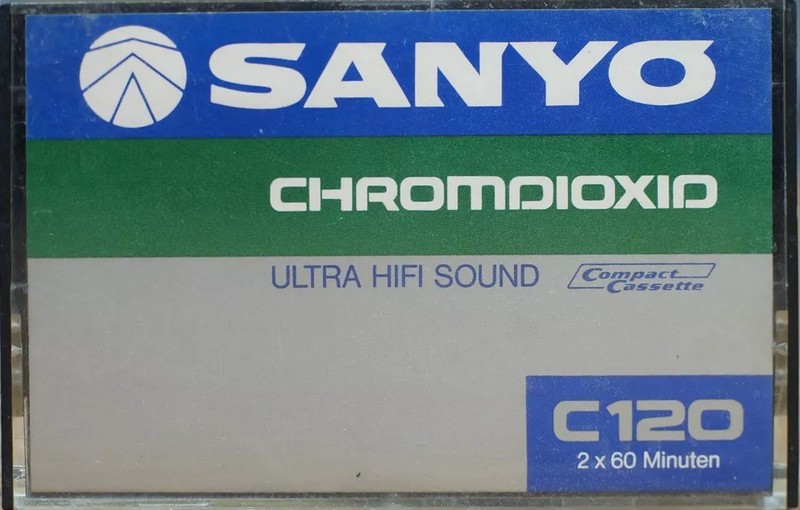 SANYO
CHROMDIOXID
ULTRA HIFI SOUND Compact Cassette
C120
2 x 60 Minuten